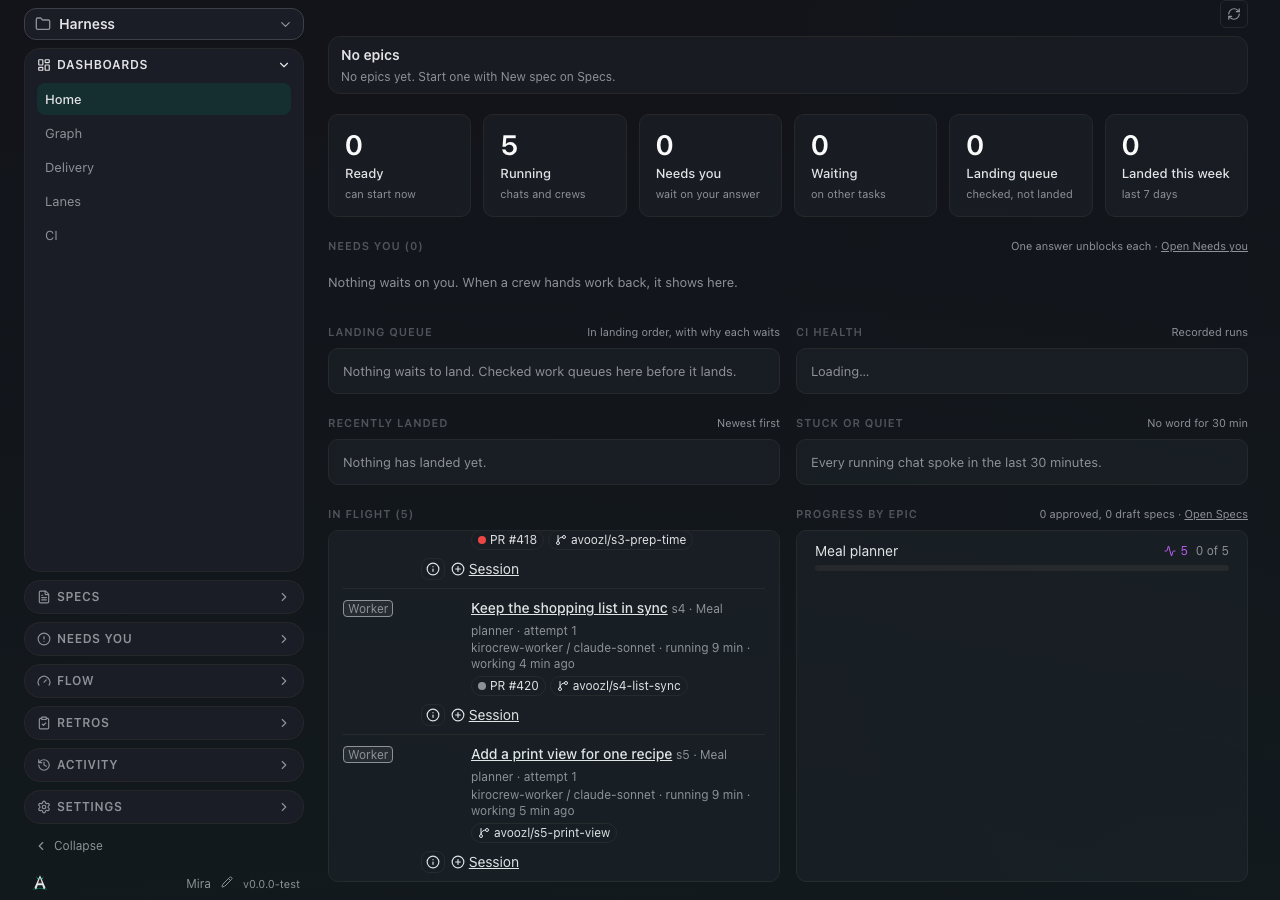 Harness
DASHBOARDS
Home
Graph
Delivery
Lanes
CI
SPECS
NEEDS YOU
FLOW
RETROS
ACTIVITY
SETTINGS
Collapse
Mira v0.0.0-test
No epics
No epics yet. Start one with New spec on Specs.
0
Ready
can start now
5
Running
chats and crews
0
Needs you
wait on your answer
0
Waiting
on other tasks
0
Landing queue
checked, not landed
0
Landed this week
last 7 days
NEEDS YOU (0)
One answer unblocks each · Open Needs you
Nothing waits on you. When a crew hands work back, it shows here.
LANDING QUEUE
In landing order, with why each waits
Nothing waits to land. Checked work queues here before it lands.
CI HEALTH
Recorded runs
Loading...
RECENTLY LANDED
Newest first
Nothing has landed yet.
STUCK OR QUIET
No word for 30 min
Every running chat spoke in the last 30 minutes.
IN FLIGHT (5)
PR #418 avoozl/s3-prep-time
Session
Worker
Keep the shopping list in sync s4 · Meal
planner · attempt 1
kirocrew-worker / claude-sonnet · running 9 min ·
working 4 min ago
PR #420 avoozl/s4-list-sync
Session
Worker
Add a print view for one recipe s5 · Meal
planner · attempt 1
kirocrew-worker / claude-sonnet · running 9 min ·
working 5 min ago
avoozl/s5-print-view
Session
PROGRESS BY EPIC
0 approved, 0 draft specs · Open Specs
Meal planner
5 0 of 5